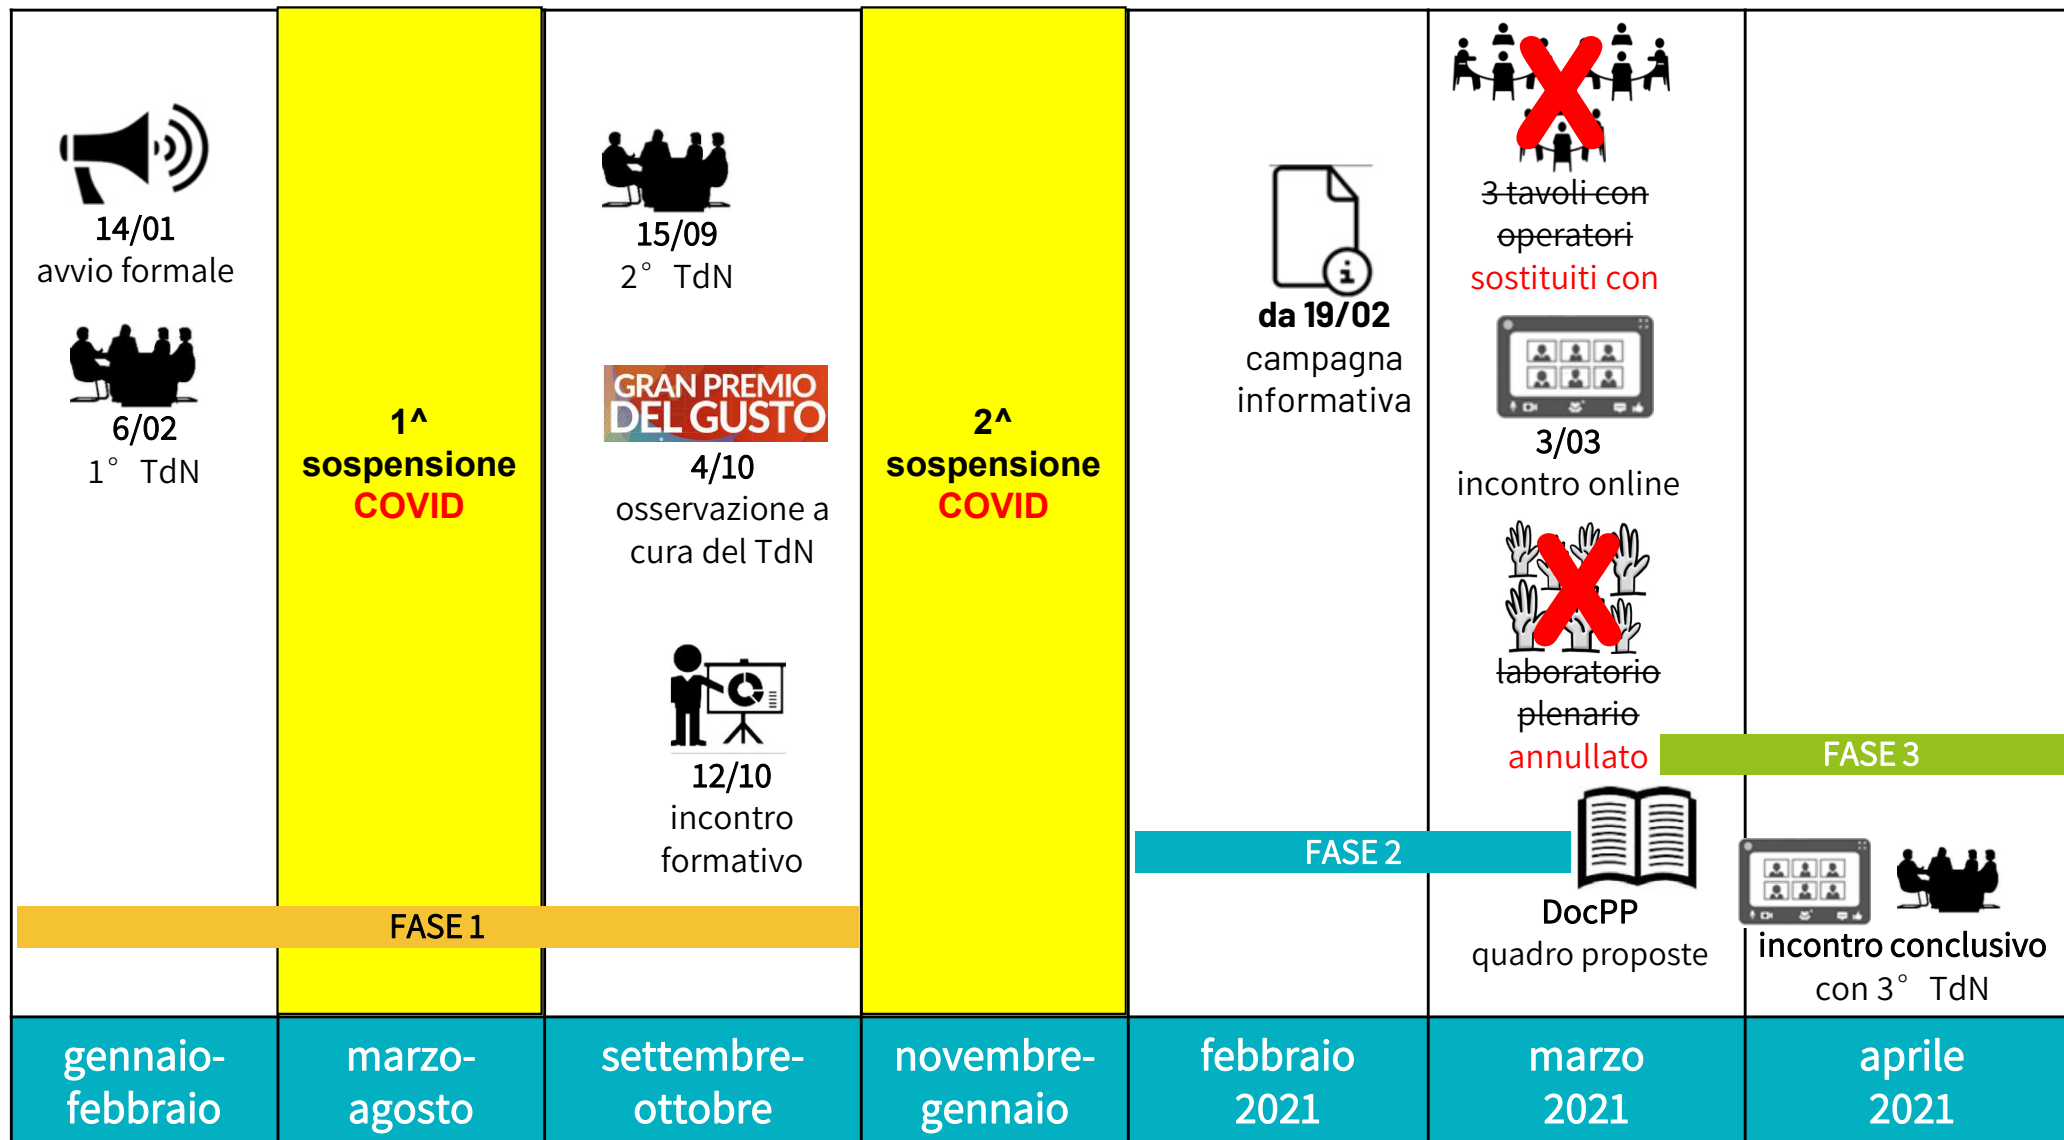 14/01
avvio formale
6/02
1° TdN
1^
sospensione
COVID
15/09
2° TdN
GRAN PREMIO
DEL GUSTO
4/10
osservazione a
cura del TdN
12/10
incontro
formativo
FASE 1
2^
sospensione
COVID
da 19/02
campagna
informativa
FASE 2
3 tavoli con
operatori
sostituiti con
3/03
incontro online
laboratorio
plenario
annullato
FASE 3
DocPP
quadro proposte
incontro conclusivo
con 3° TdN
gennaio-
febbraio
marzo-
agosto
settembre-
ottobre
novembre-
gennaio
febbraio
2021
marzo
2021
aprile
2021